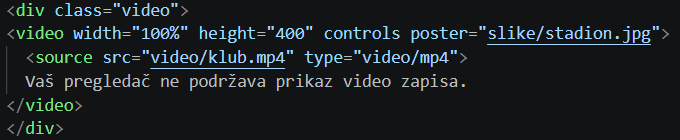 <div class="video">
<video width="100%" height="400" controls poster="slike/stadion.jpg">
<source src="video/klub.mp4" type="video/mp4">
Vaš pregledač ne podržava prikaz video zapisa.
</video>
</div>